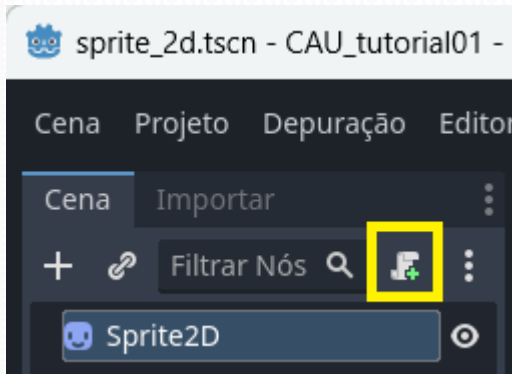 sprite_2d.tscn - CAU_tutorial01 -
Cena Projeto Depuração Editor
Cena Importar
Filtrar Nós
Sprite2D